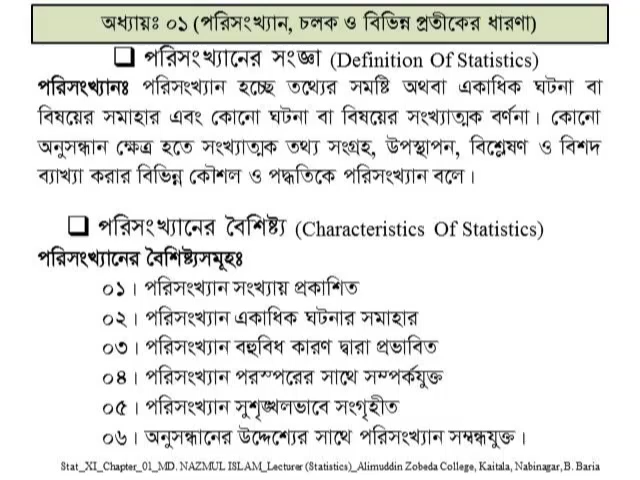 অধ্যায়ঃ ০১ (পরিসংখ্যান, চলক ও বিভিন্ন প্রতীকের ধারণা)
❑ পরিসংখ্যানের সংজ্ঞা (Definition Of Statistics)
পরিসংখ্যানঃ পরিসংখ্যান হচ্ছে তথ্যের সমষ্টি অথবা একাধিক ঘটনা বা
বিষয়ের সমাহার এবং কোনো ঘটনা বা বিষয়ের সংখ্যাত্মক বর্ণনা। কোনো
অনুসন্ধান ক্ষেত্র হতে সংখ্যাত্মক তথ্য সংগ্রহ, উপস্থাপন, বিশ্লেষণ ও বিশদ
ব্যাখ্যা করার বিভিন্ন কৌশল ও পদ্ধতিকে পরিসংখ্যান বলে।
❑ পরিসংখ্যানের বৈশিষ্ট্য (Characteristics Of Statistics)
পরিসংখ্যানের বৈশিষ্ট্যসমূহঃ
০১। পরিসংখ্যান সংখ্যায় প্রকাশিত
০২। পরিসংখ্যান একাধিক ঘটনার সমাহার
০৩। পরিসংখ্যান বহুবিধ কারণ দ্বারা প্রভাবিত
০৪। পরিসংখ্যান পরস্পরের সাথে সম্পর্কযুক্ত
০৫। পরিসংখ্যান সুশৃঙ্খলভাবে সংগৃহীত
০৬। অনুসন্ধানের উদ্দেশ্যের সাথে পরিসংখ্যান সম্বন্ধযুক্ত।
Stat_XI_Chapter_01_MD. NAZMUL ISLAM_Lecturer (Statistics)_Alimuddin Zobeda College, Kaitala, Nabinagar, B. Baria